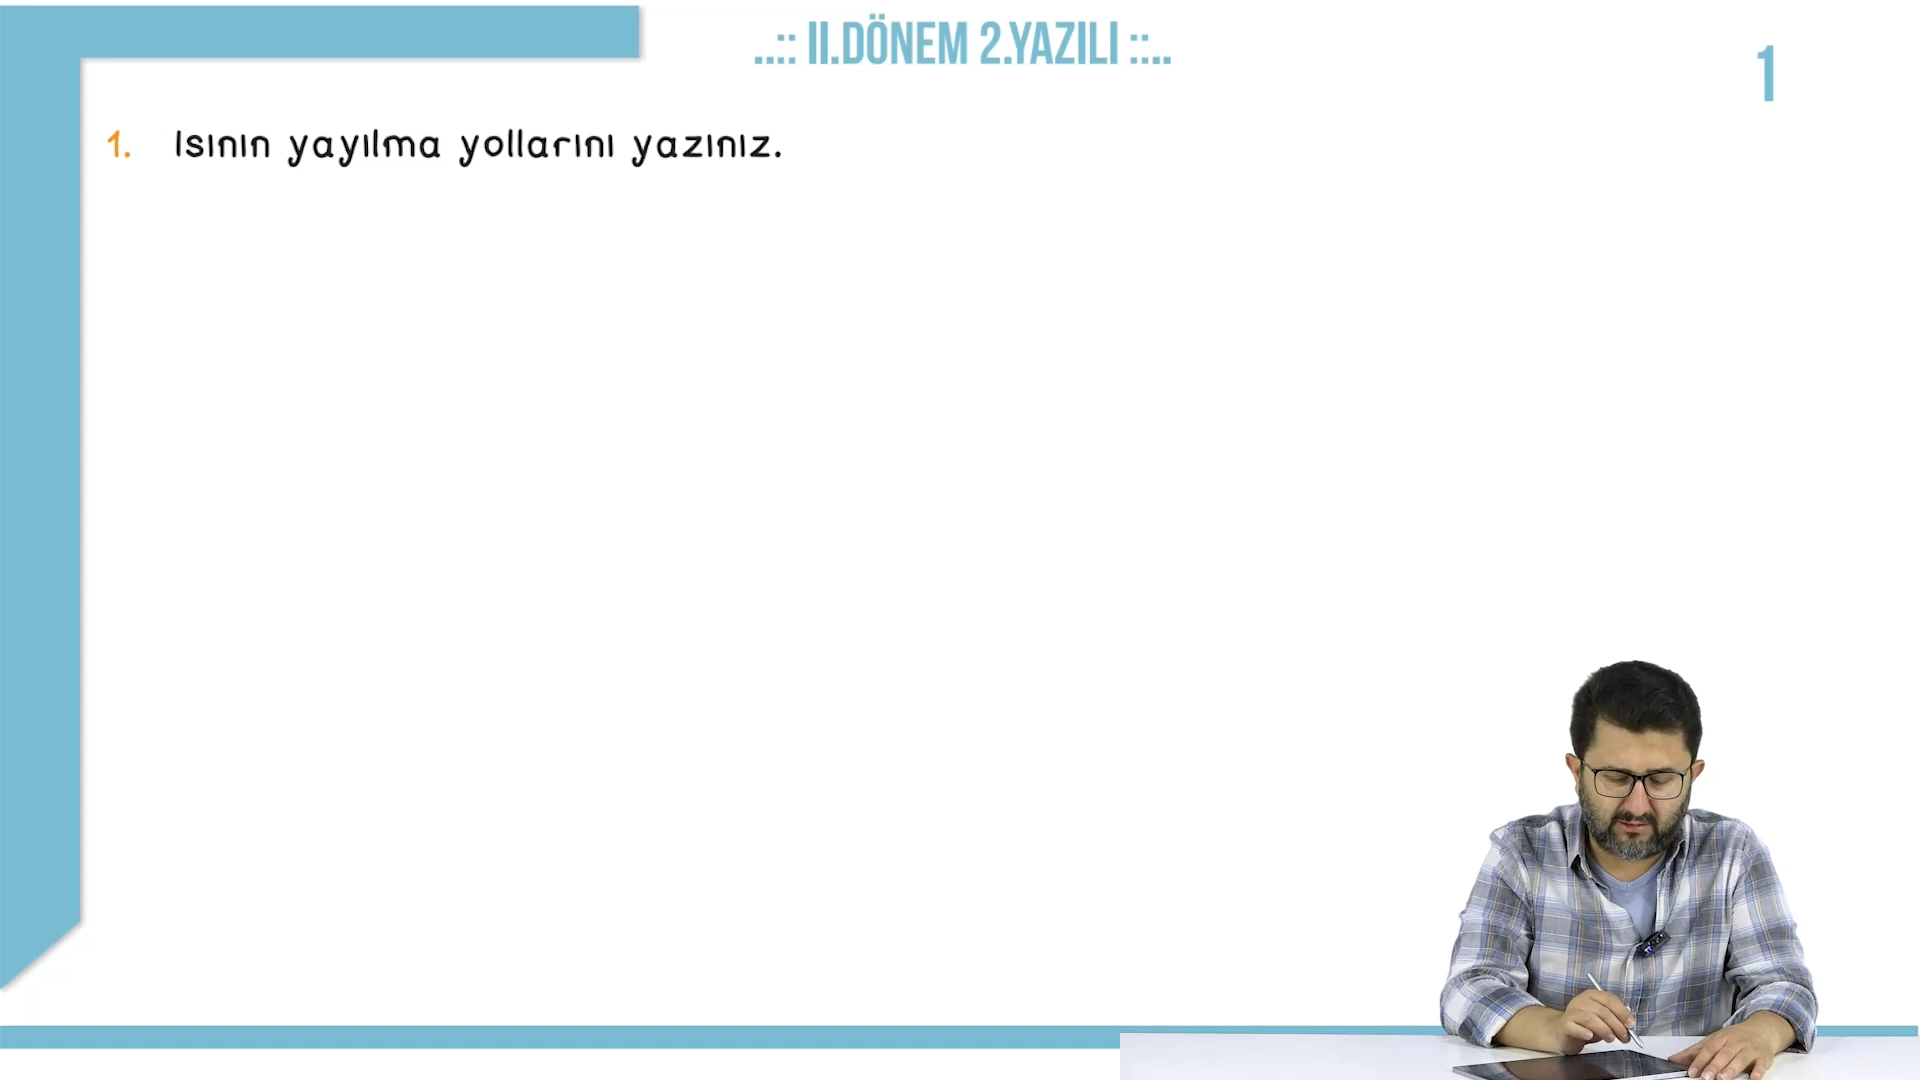 ..:: II.DÖNEM 2.YAZILI ::..
1
1. Isının yayılma yollarını yazınız.